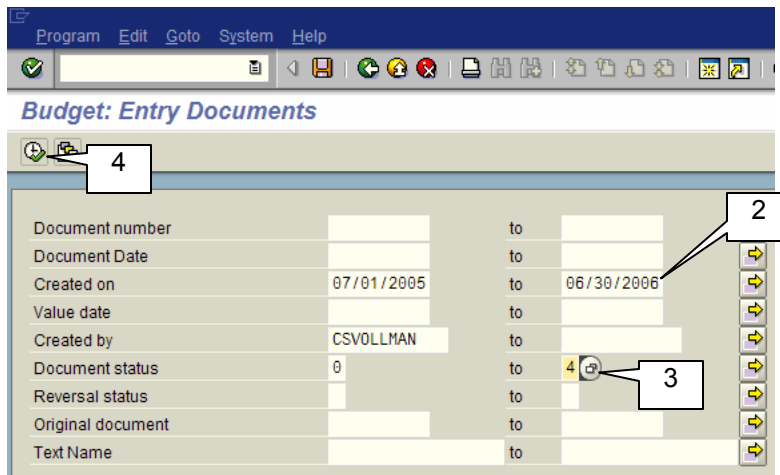 Program Edit Goto System Help
Budget: Entry Documents
4
2
Document number to
Document Date to
Created on 07/01/2005 to 06/30/2006
Value date to
Created by CSVOLLMAN to
Document status 0 to 4
3
Reversal status to
Original document to
Text Name to